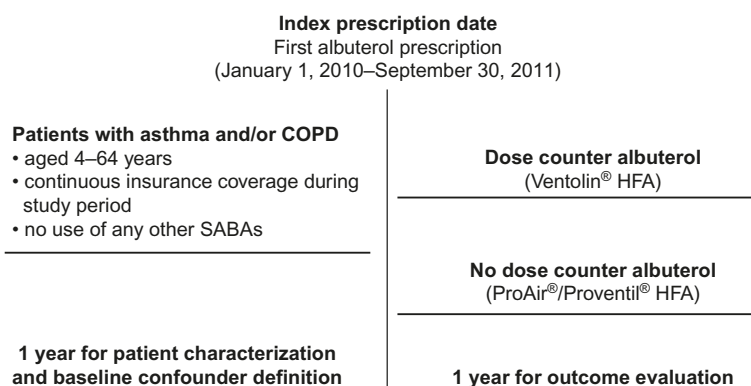 Index prescription date
First albuterol prescription
(January 1, 2010–September 30, 2011)
Patients with asthma and/or COPD
• aged 4–64 years
• continuous insurance coverage during
study period
• no use of any other SABAs
Dose counter albuterol
(Ventolin® HFA)
No dose counter albuterol
(ProAir®/Proventil® HFA)
1 year for patient characterization
and baseline confounder definition
1 year for outcome evaluation